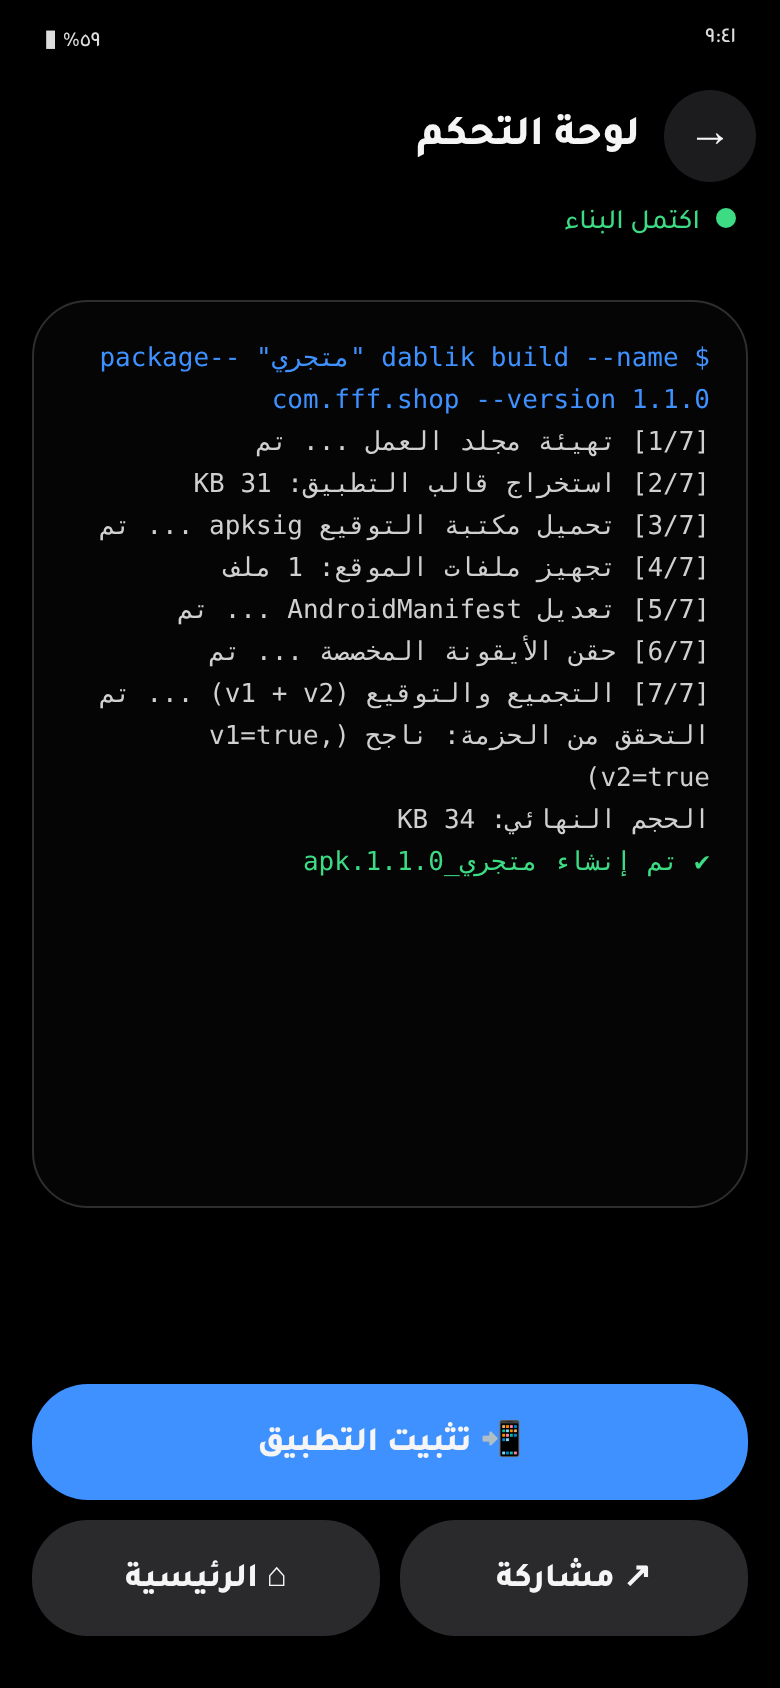 ٩:٤١
٥٩% ▮
→ لوحة التحكم
● اكتمل البناء
$ dablik build --name "متجري" --package
com.fff.shop --version 1.1.0
[1/7] تهيئة مجلد العمل ... تم
[2/7] استخراج قالب التطبيق: 31 KB
[3/7] تحميل مكتبة التوقيع apksig ... تم
[4/7] تجهيز ملفات الموقع: 1 ملف
[5/7] تعديل AndroidManifest ... تم
[6/7] حقن الأيقونة المخصصة ... تم
[7/7] التجميع والتوقيع (v1 + v2) ... تم
التحقق من الحزمة: ناجح (v1=true,
v2=true)
الحجم النهائي: 34 KB
✔ تم إنشاء متجري_1.1.0.apk
📲 تثبيت التطبيق
↗ مشاركة
⌂ الرئيسية